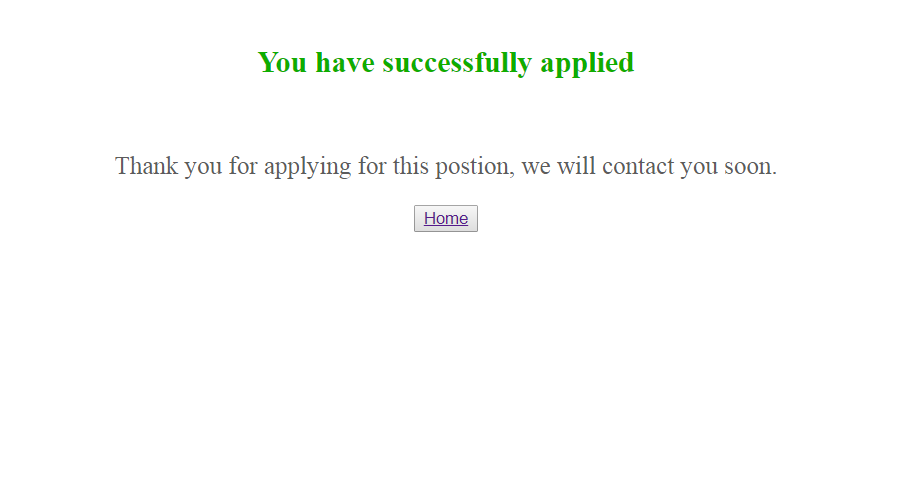 You have successfully applied
Thank you for applying for this postion, we will contact you soon.
Home